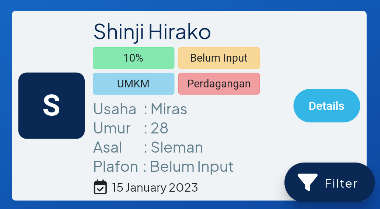 Shinji Hirako
10% Belum Input
S
UMKM Perdagangan
Details
Usaha : Miras
Umur : 28
Asal : Sleman
Plafon : Belum Input
15 January 2023
Filter